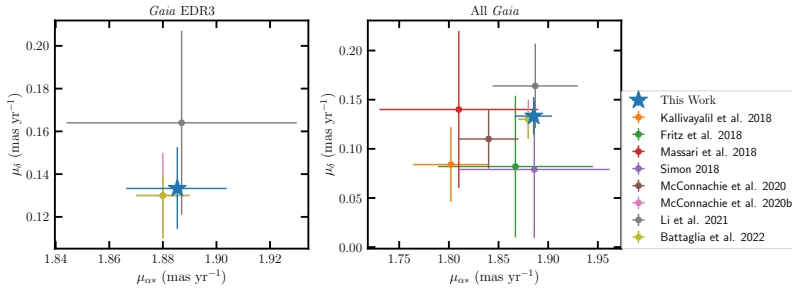 Gaia EDR3
All Gaia
0.20
0.18
0.16
0.14
0.12
μδ (mas yr⁻¹)
1.84
1.86
1.88
1.90
1.92
μα∗ (mas yr⁻¹)
0.20
0.15
0.10
0.05
0.00
μδ (mas yr⁻¹)
1.75
1.80
1.85
1.90
1.95
μα∗ (mas yr⁻¹)
This Work
Kallivayalil et al. 2018
Fritz et al. 2018
Massari et al. 2018
Simon 2018
McConnachie et al. 2020
McConnachie et al. 2020b
Li et al. 2021
Battaglia et al. 2022